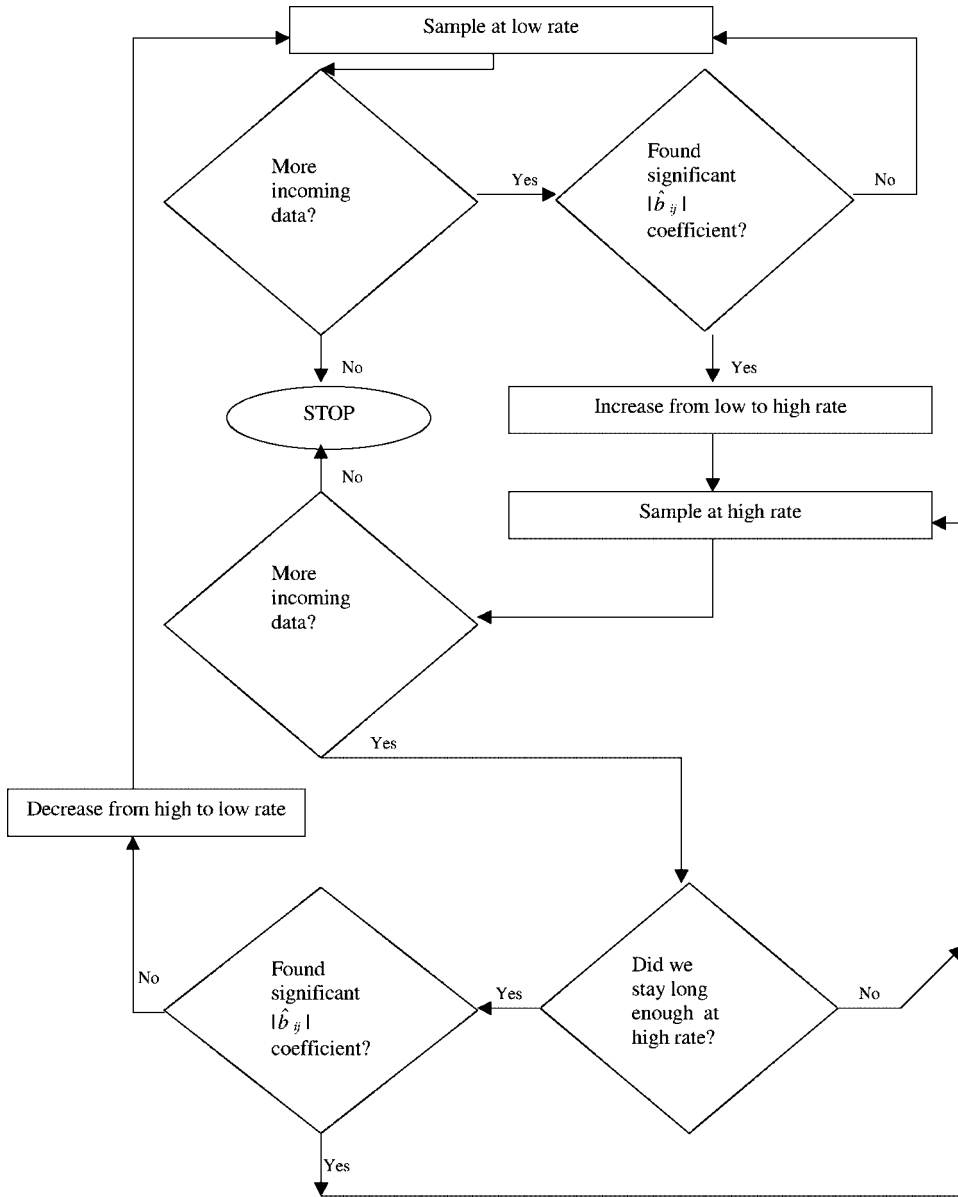 Sample at low rate
More
incoming
data?
Yes
Found
significant
|b̂ ij|
coefficient?
No
No
Yes
STOP
Increase from low to high rate
No
Sample at high rate
More
incoming
data?
Yes
Decrease from high to low rate
Found
significant
|b̂ ij|
coefficient?
No
Yes
Did we
stay long
enough at
high rate?
No
Yes